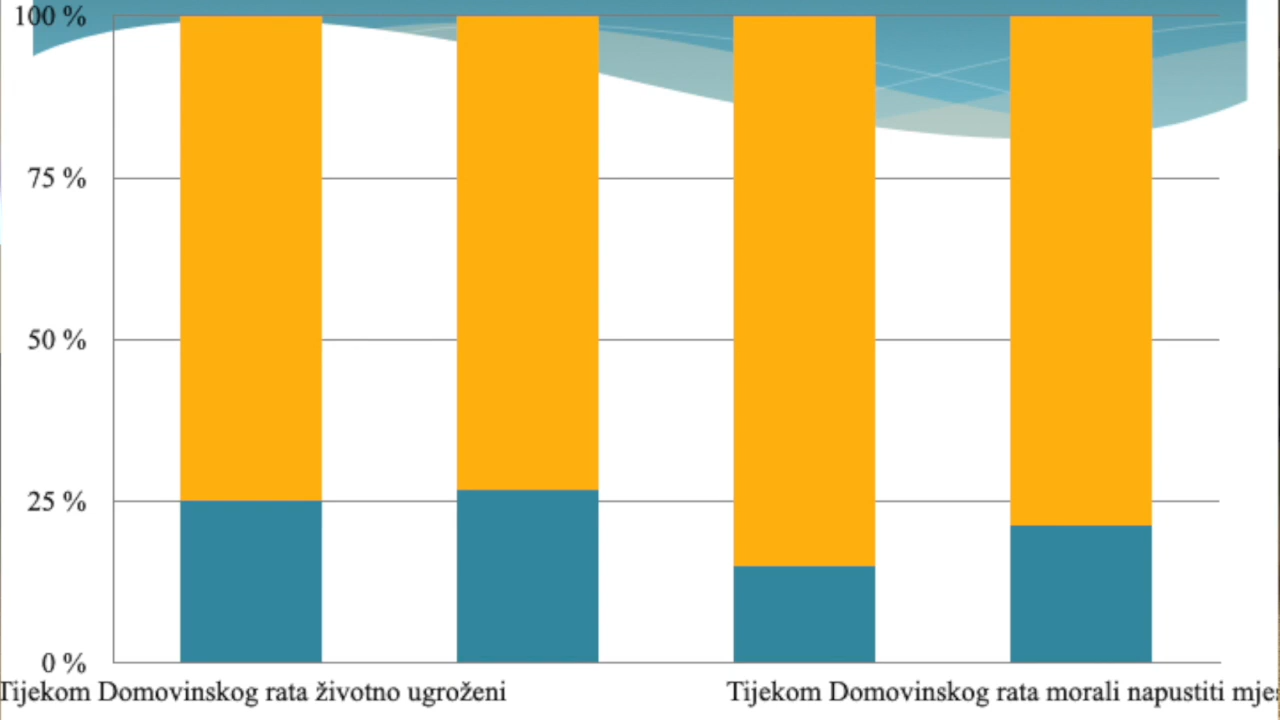 100 %
75 %
50 %
25 %
0 %
Tijekom Domovinskog rata životno ugroženi
Tijekom Domovinskog rata morali napustiti